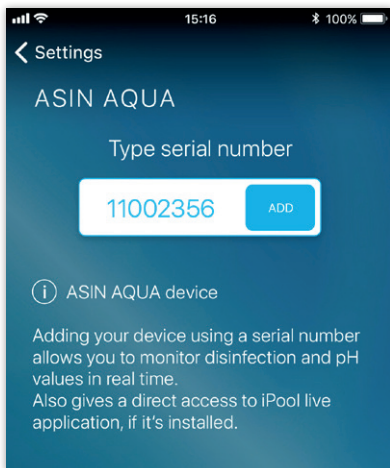 15:16 100%
Settings
ASIN AQUA
Type serial number
11002356 ADD
i ASIN AQUA device
Adding your device using a serial number
allows you to monitor disinfection and pH
values in real time.
Also gives a direct access to iPool live
application, if it's installed.